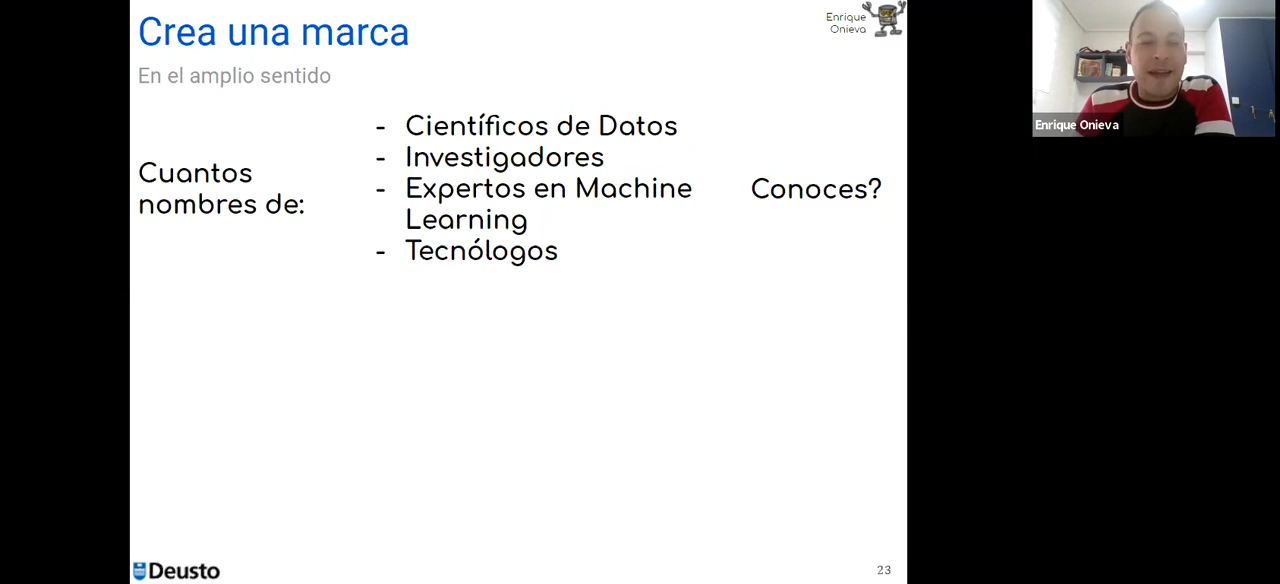 Crea una marca
En el amplio sentido
Enrique
Onieva
Cuantos
nombres de:
- Científicos de Datos
- Investigadores
- Expertos en Machine
Learning
- Tecnólogos
Conoces?
Deusto
23
Enrique Onieva